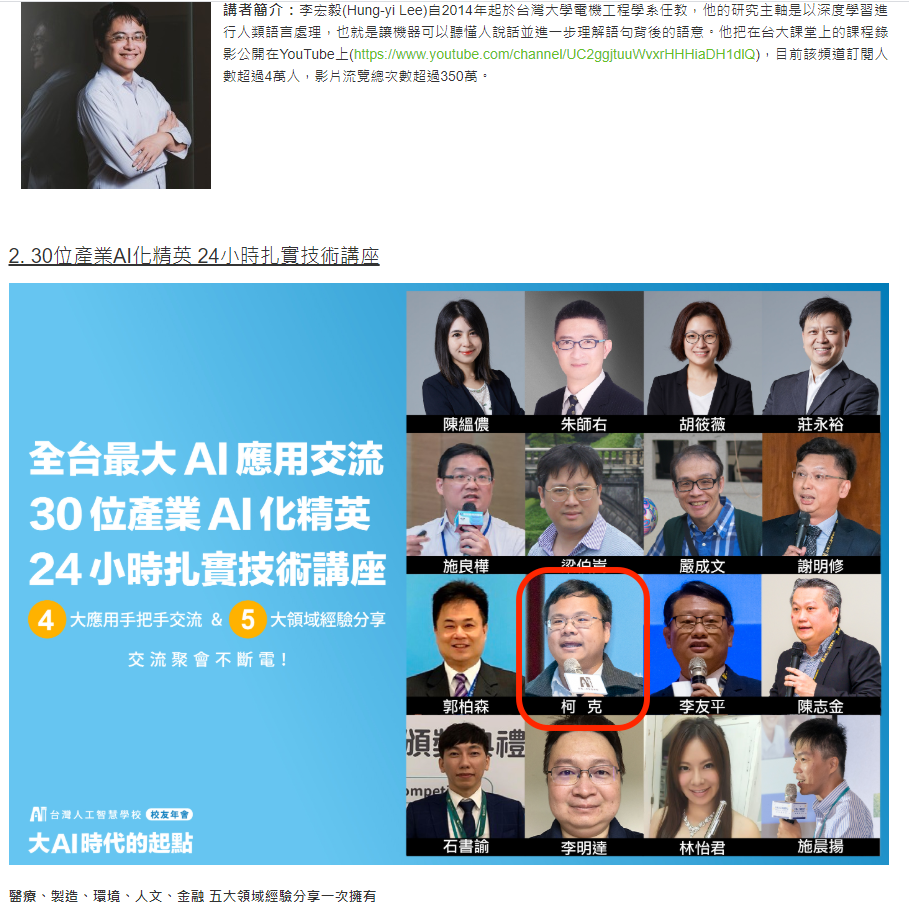 講者簡介：李宏毅(Hung-yi Lee)自2014年起於台灣大學電機工程學系任教，他的研究主軸是以深度學習進
行人類語言處理，也就是讓機器可以聽懂人說話並進一步理解語句背後的語意。他把在台大課堂上的課程錄
影公開在YouTube上(https://www.youtube.com/channel/UC2ggjtuuWvxrHHHiaDH1dlQ)，目前該頻道訂閱人
數超過4萬人，影片流覽總次數超過350萬。
2. 30位產業AI化精英 24小時扎實技術講座
全台最大 AI 應用交流
30 位產業 AI 化精英
24 小時扎實技術講座
4 大應用手把手交流 & 5 大領域經驗分享
交流聚會不斷電！
AI 台灣人工智慧學校 校友年會
大AI時代的起點
陳縕儂 朱師右 胡筱薇 莊永裕
施良樺 梁伯嵩 嚴成文 謝明修
郭柏森 柯 克 李友平 陳志金
頒獎典禮
石書諭 李明達 林怡君 施晨揚
醫療、製造、環境、人文、金融 五大領域經驗分享一次擁有